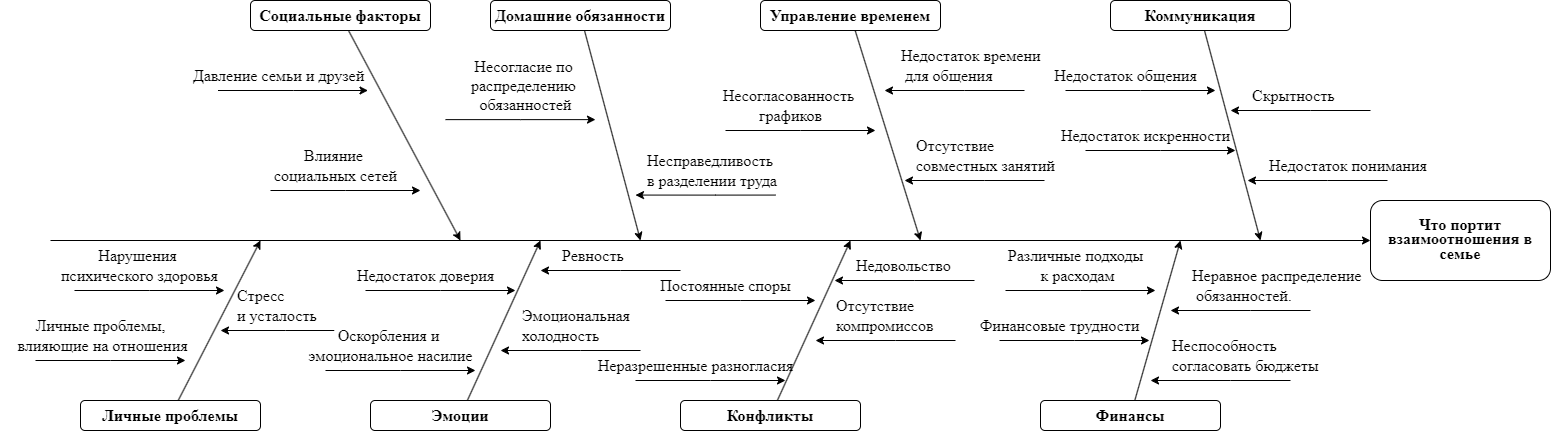 Социальные факторы
Домашние обязанности
Управление временем
Коммуникация
Давление семьи и друзей
Влияние
социальных сетей
Несогласие по
распределению
обязанностей
Несправедливость
в разделении труда
Несогласованность
графиков
Недостаток времени
для общения
Отсутствие
совместных занятий
Недостаток общения
Скрытность
Недостаток искренности
Недостаток понимания
Что портит
взаимоотношения в
семье
Нарушения
психического здоровья
Стресс
и усталость
Личные проблемы,
влияющие на отношения
Ревность
Недостаток доверия
Эмоциональная
холодность
Оскорбления и
эмоциональное насилие
Недовольство
Постоянные споры
Отсутствие
компромиссов
Неразрешенные разногласия
Различные подходы
к расходам
Неравное распределение
обязанностей.
Финансовые трудности
Неспособность
согласовать бюджеты
Личные проблемы
Эмоции
Конфликты
Финансы